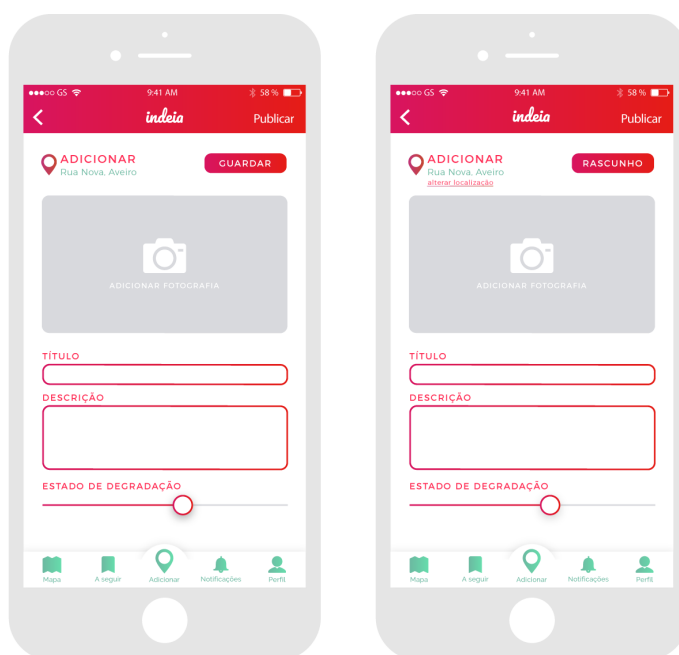 ●●●○○ GS 9:41 AM 58 %
indeia Publicar
ADICIONAR GUARDAR
Rua Nova, Aveiro
ADICIONAR FOTOGRAFIA
TÍTULO
DESCRIÇÃO
ESTADO DE DEGRADAÇÃO
Mapa A seguir Adicionar Notificações Perfil
●●●○○ GS 9:41 AM 58 %
indeia Publicar
ADICIONAR RASCUNHO
Rua Nova, Aveiro
alterar localização
ADICIONAR FOTOGRAFIA
TÍTULO
DESCRIÇÃO
ESTADO DE DEGRADAÇÃO
Mapa A seguir Adicionar Notificações Perfil